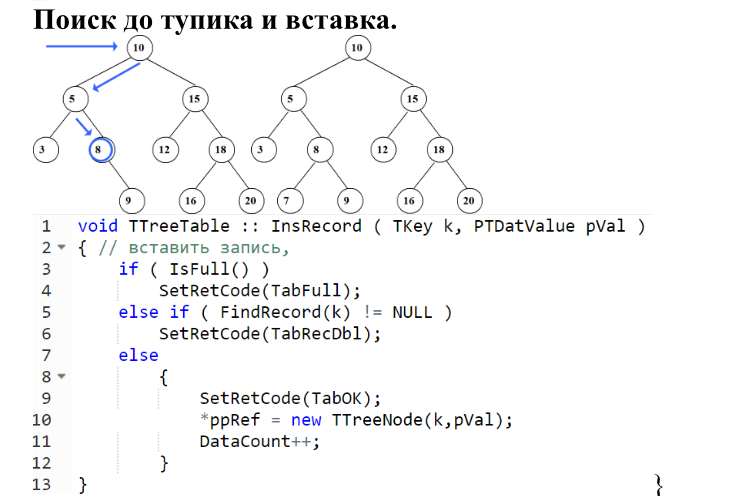 Поиск до тупика и вставка.
10 10
5 15 5 15
3 8 12 18 3 8 12 18
9 16 20 7 9 16 20
1 void TTreeTable :: InsRecord ( TKey k, PTDatValue pVal )
2 { // вставить запись,
3 if ( IsFull() )
4 SetRetCode(TabFull);
5 else if ( FindRecord(k) != NULL )
6 SetRetCode(TabRecDbl);
7 else
8 {
9 SetRetCode(TabOK);
10 *ppRef = new TTreeNode(k,pVal);
11 DataCount++;
12 }
13 } }